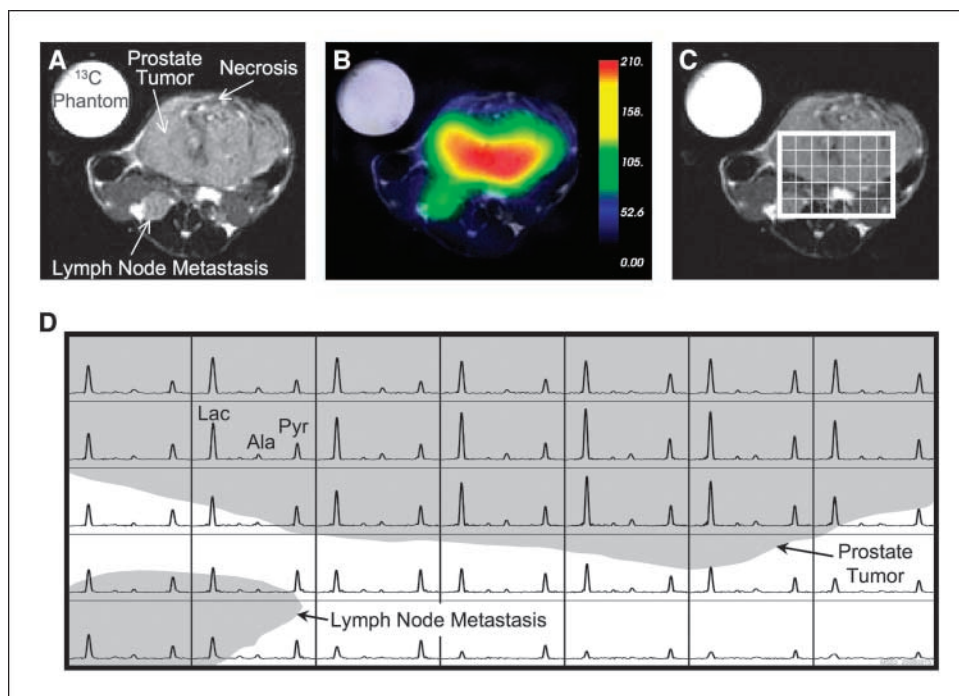 A
Prostate
Tumor
Necrosis
¹³C
Phantom
Lymph Node Metastasis
B
210.
158.
105.
52.6
0.00
C
D
Lac
Ala
Pyr
Prostate
Tumor
Lymph Node Metastasis